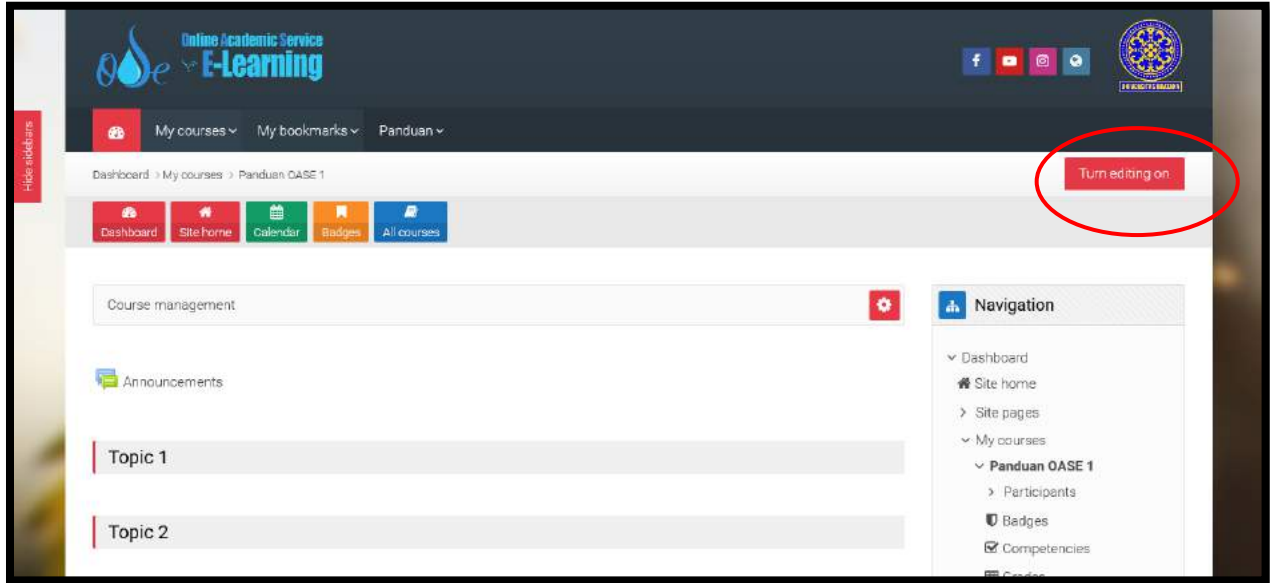 Online Academic Service
Oase E-Learning
Hide sidebars
My courses My bookmarks Panduan
Dashboard > My courses > Panduan OASE 1
Turn editing on
Dashboard Site home Calendar Badges All courses
Course management
Navigation
Announcements
Dashboard
Site home
Site pages
My courses
Topic 1
Panduan OASE 1
Participants
Badges
Topic 2
Competencies
Grades